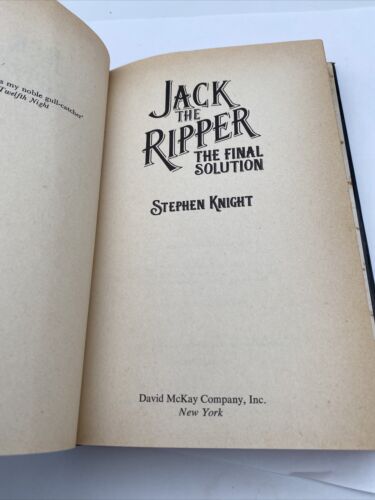 s my noble gull-catcher'
Twelfth Night
JACK
THE
RIPPER
THE FINAL
SOLUTION
STEPHEN KNIGHT
David McKay Company, Inc.
New York